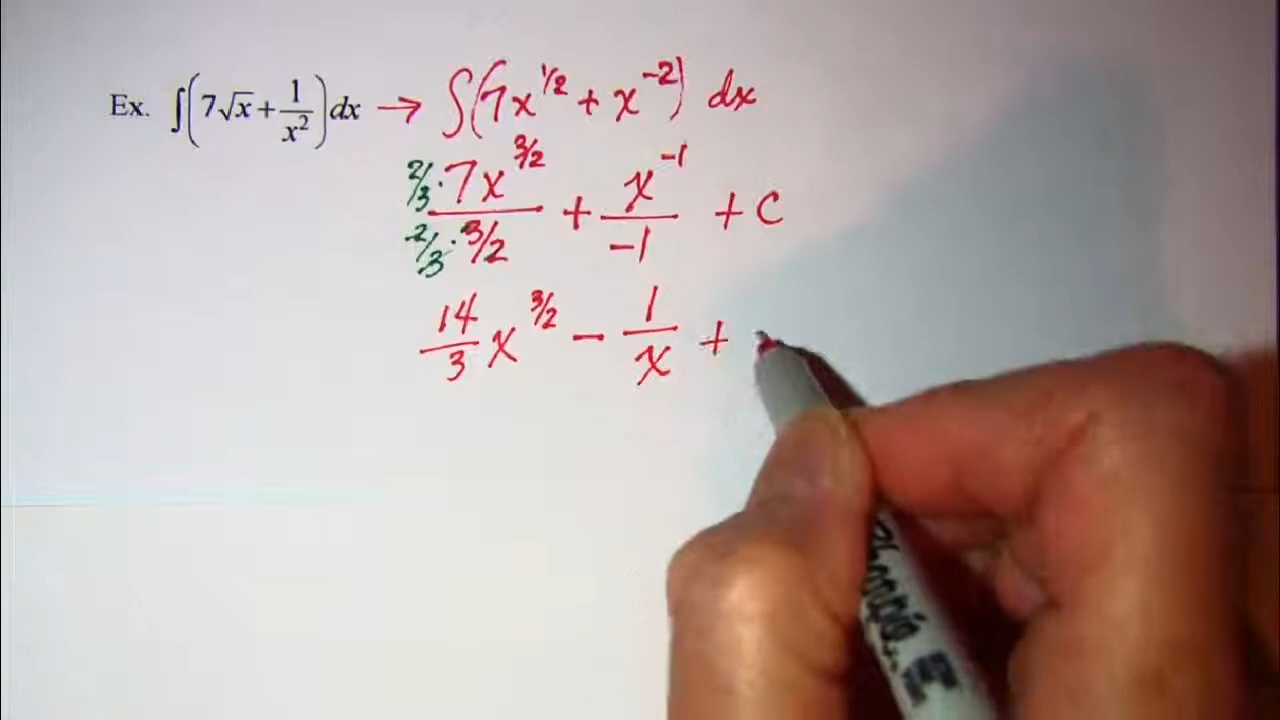 Ex. ∫(7√x + 1/x²)dx → ∫(7x^1/2 + x^-2) dx
2/3 · 7x^3/2 / 2/3 · 3/2 + x^-1 / -1 + C
14/3 x^3/2 - 1/x +
Sharpie